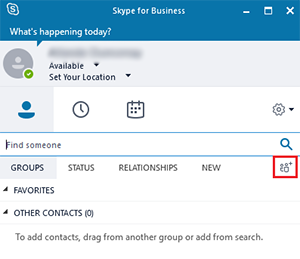 Skype for Business
What's happening today?
Available
Set Your Location
Find someone
GROUPS STATUS RELATIONSHIPS NEW
FAVORITES
OTHER CONTACTS (0)
To add contacts, drag from another group or add from search.